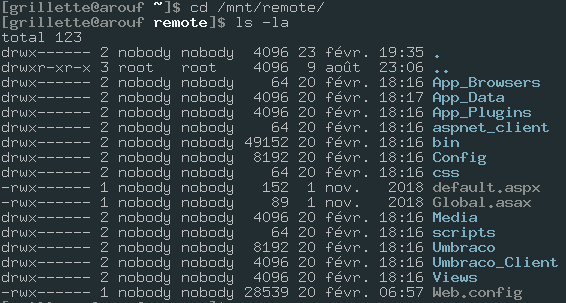 [grillette@arouf ~]$ cd /mnt/remote/
[grillette@arouf remote]$ ls -la
total 123
drwx------ 2 nobody nobody  4096 23 févr. 19:35 .
drwxr-xr-x 3 root   root    4096  9 août  23:06 ..
drwx------ 2 nobody nobody    64 20 févr. 18:16 App_Browsers
drwx------ 2 nobody nobody  4096 20 févr. 18:17 App_Data
drwx------ 2 nobody nobody  4096 20 févr. 18:16 App_Plugins
drwx------ 2 nobody nobody    64 20 févr. 18:16 aspnet_client
drwx------ 2 nobody nobody 49152 20 févr. 18:16 bin
drwx------ 2 nobody nobody  8192 20 févr. 18:16 Config
drwx------ 2 nobody nobody    64 20 févr. 18:16 css
-rwx------ 1 nobody nobody   152  1 nov.   2018 default.aspx
-rwx------ 1 nobody nobody    89  1 nov.   2018 Global.asax
drwx------ 2 nobody nobody  4096 20 févr. 18:16 Media
drwx------ 2 nobody nobody    64 20 févr. 18:16 scripts
drwx------ 2 nobody nobody  8192 20 févr. 18:16 Umbraco
drwx------ 2 nobody nobody  4096 20 févr. 18:16 Umbraco_Client
drwx------ 2 nobody nobody  4096 20 févr. 18:16 Views
-rwx------ 1 nobody nobody 28539 20 févr. 06:57 Web.config